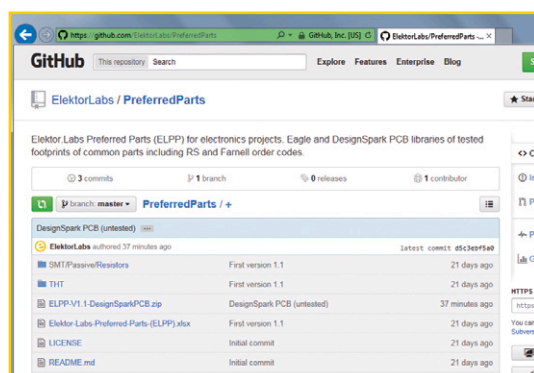 https://github.com/ElektorLabs/PreferredParts GitHub, Inc. [US] ElektorLabs/PreferredParts -...
GitHub This repository Search Explore Features Enterprise Blog
ElektorLabs / PreferredParts Star
Elektor.Labs Preferred Parts (ELPP) for electronics projects. Eagle and DesignSpark PCB libraries of tested
footprints of common parts including RS and Farnell order codes.
3 commits 1 branch 0 releases 1 contributor
branch: master PreferredParts / +
DesignSpark PCB (untested)
ElektorLabs authored 37 minutes ago latest commit d5c3ebf5a0
SMT/Passive/Resistors First version 1.1 21 days ago
THT First version 1.1 21 days ago
ELPP-V1.1-DesignSparkPCB.zip DesignSpark PCB (untested) 37 minutes ago
Elektor-Labs-Preferred-Parts-(ELPP).xlsx First version 1.1 21 days ago
LICENSE Initial commit 21 days ago
README.md Initial commit 21 days ago
HTTPS
https
You can
Subvers